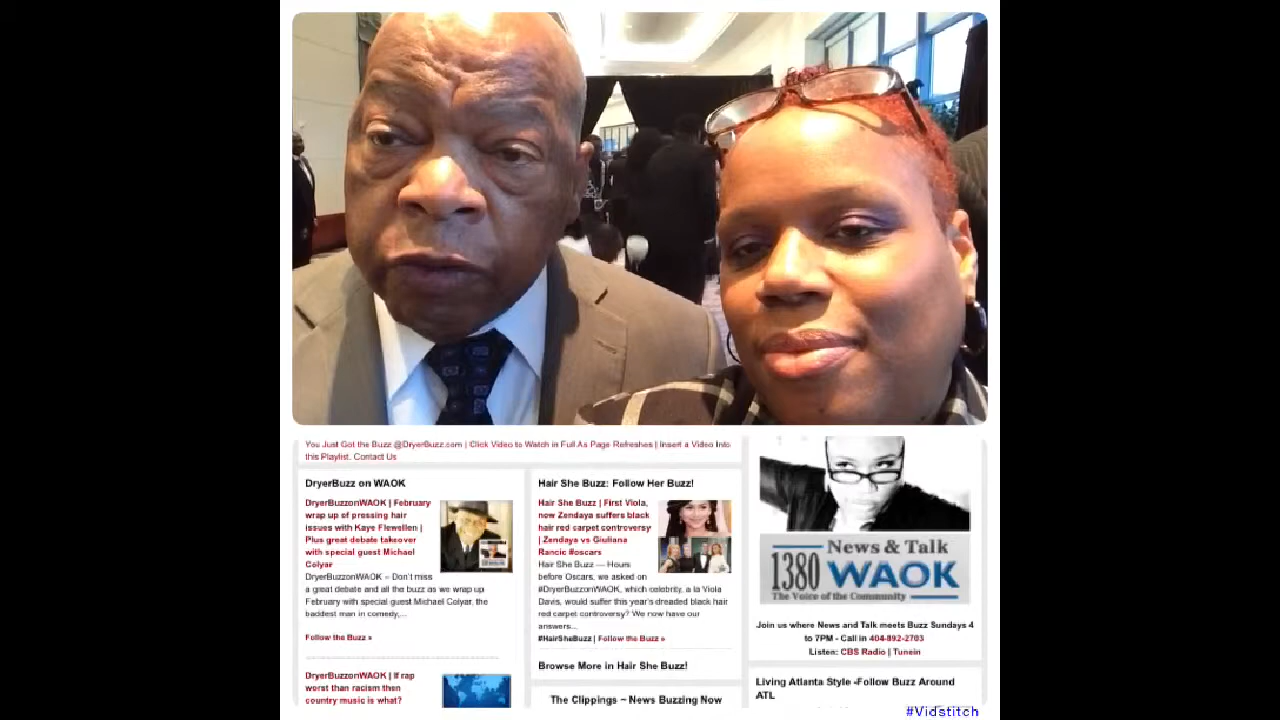 You Just Got the Buzz @DryerBuzz.com | Click Video to Watch in Full As Page Refreshes | Insert a Video Into
this Playlist. Contact Us
DryerBuzz on WAOK
DryerBuzzonWAOK | February
wrap up of pressing hair
issues with Kaye Flewellen |
Plus great debate takeover
with special guest Michael
Colyar
DryerBuzzonWAOK – Don't miss
a great debate and all the buzz as we wrap up
February with special guest Michael Colyar, the
baddest man in comedy,...
Follow the Buzz »
DryerBuzzonWAOK | If rap
worst than racism then
country music is what?
Hair She Buzz: Follow Her Buzz!
Hair She Buzz | First Viola,
now Zendaya suffers black
hair red carpet controversy
| Zendaya vs Giuliana
Rancic #oscars
Hair She Buzz — Hours
before Oscars, we asked on
#DryerBuzzonWAOK, which celebrity, a la Viola
Davis, would suffer this year's dreaded black hair
red carpet controversy? We now have our
answers...
#HairSheBuzz | Follow the Buzz »
Browse More in Hair She Buzz!
The Clippings ~ News Buzzing Now
News & Talk
1380 WAOK
The Voice of the Community
Join us where News and Talk meets Buzz Sundays 4
to 7PM - Call in 404-892-2703
Listen: CBS Radio | Tunein
Living Atlanta Style -Follow Buzz Around
ATL
#Vidstitch